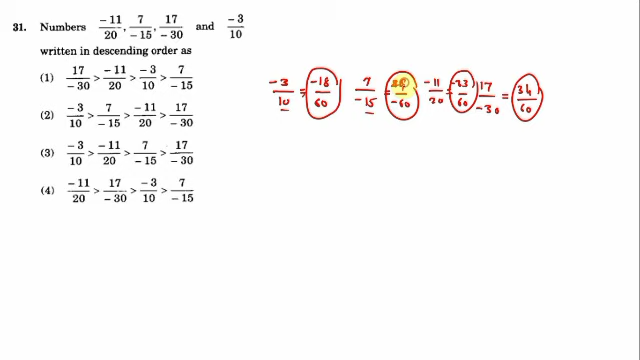 31. Numbers -11/20, 7/-15, 17/-30 and -3/10
written in descending order as
(1) 17/-30 > -11/20 > -3/10 > 7/-15
(2) -3/10 > 7/-15 > -11/20 > 17/-30
(3) -3/10 > -11/20 > 7/-15 > 17/-30
(4) -11/20 > 17/-30 > -3/10 > 7/-15
-3/10 = -18/60 7/-15 = /-60 -11/20 = -33/60 17/-30 = 34/60